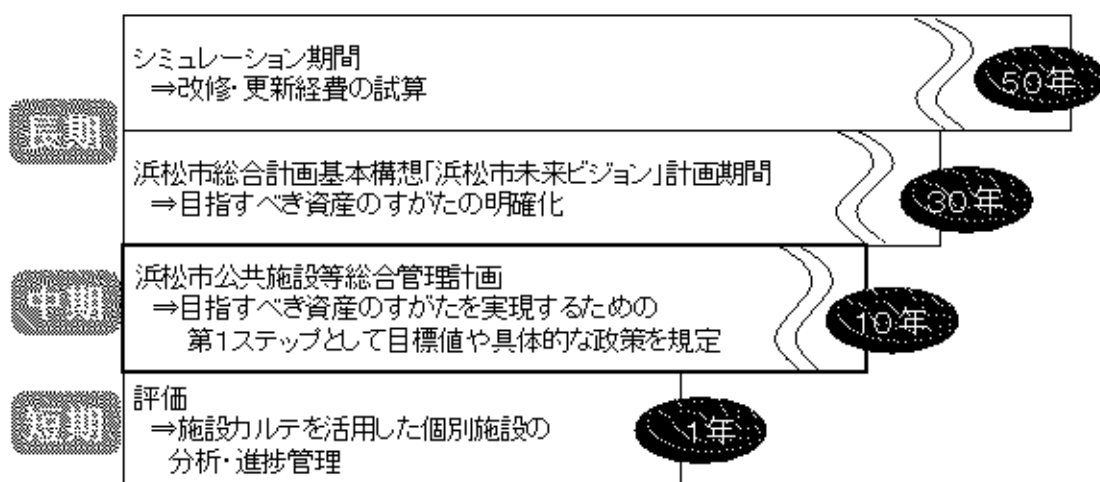 長期
シミュレーション期間
⇒改修・更新経費の試算
50年
浜松市総合計画基本構想「浜松市未来ビジョン」計画期間
⇒目指すべき資産のすがたの明確化
30年
中期
浜松市公共施設等総合管理計画
⇒目指すべき資産のすがたを実現するための
第1ステップとして目標値や具体的な政策を規定
10年
短期
評価
⇒施設カルテを活用した個別施設の
分析・進捗管理
1年